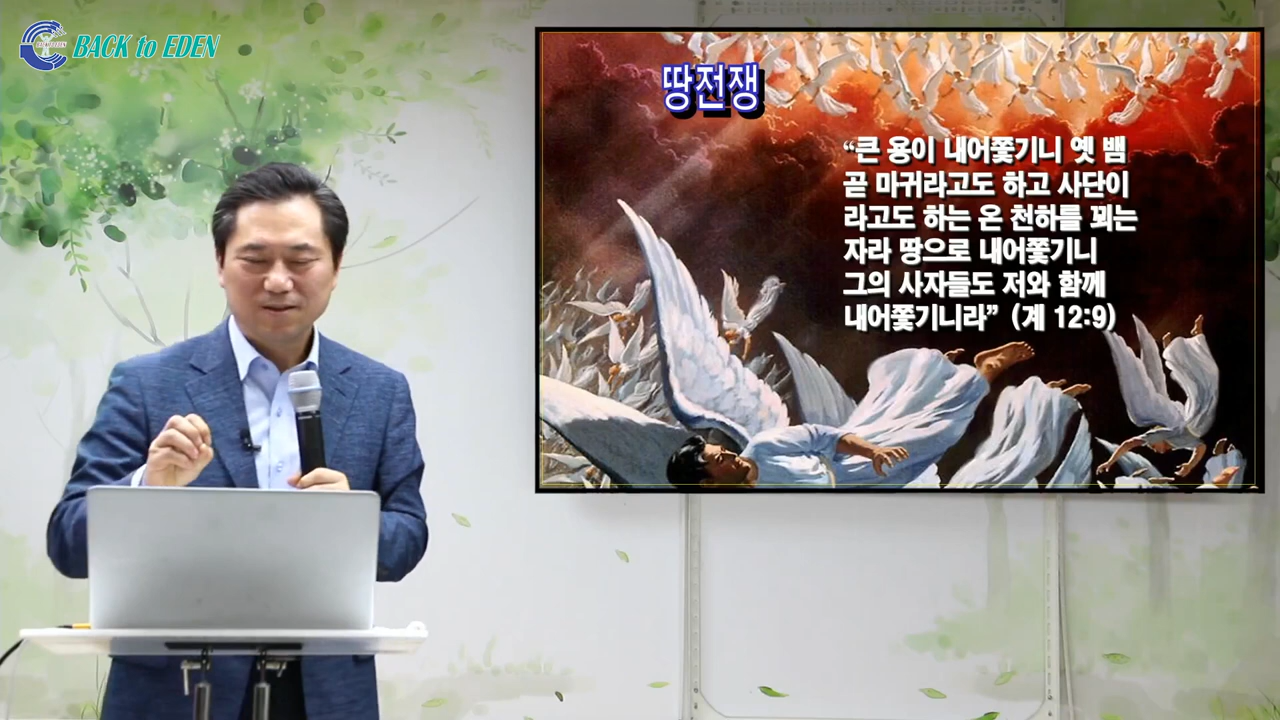 BACK to EDEN
땅전쟁
“큰 용이 내어쫓기니 옛 뱀
곧 마귀라고도 하고 사단이
라고도 하는 온 천하를 꾀는
자라 땅으로 내어쫓기니
그의 사자들도 저와 함께
내어쫓기니라” (계 12:9)